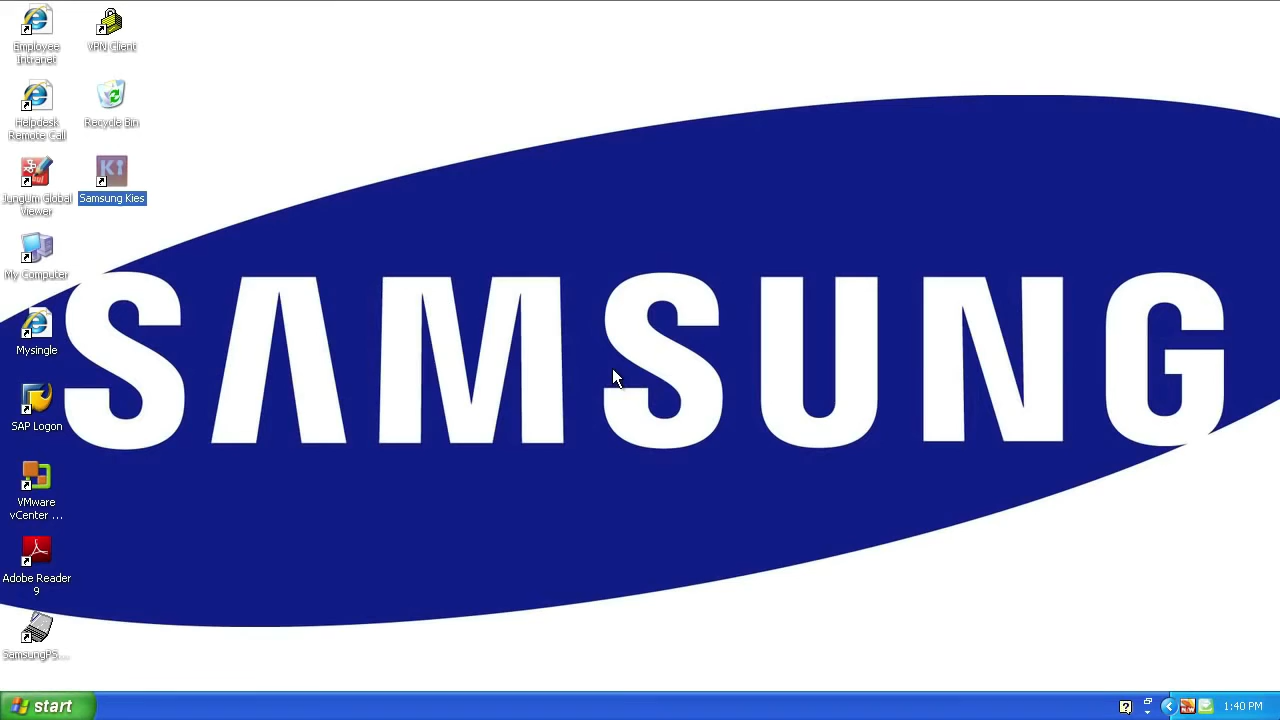 Employee
Intranet
VPN Client
Helpdesk
Remote Call
Recycle Bin
JungUm Global
Viewer
Ki
Samsung Kies
My Computer
SAMSUNG
Mysingle
SAP Logon
VMware
vCenter ...
Adobe Reader
9
SamsungPS...
start
1:40 PM